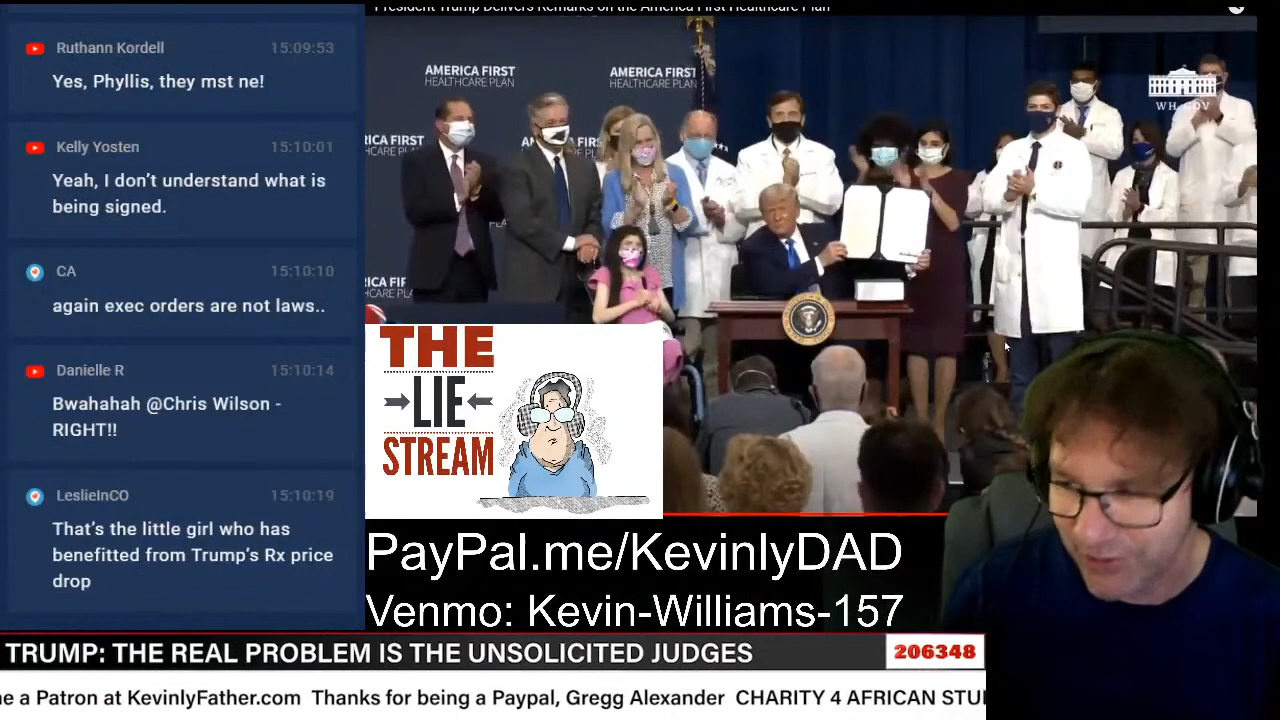 Ruthann Kordell 15:09:53
Yes, Phyllis, they mst ne!
Kelly Yosten 15:10:01
Yeah, I don't understand what is
being signed.
CA 15:10:10
again exec orders are not laws..
Danielle R 15:10:14
Bwahahah @Chris Wilson -
RIGHT!!
LeslieInCO 15:10:19
That's the little girl who has
benefitted from Trump's Rx price
drop
President Trump Delivers Remarks on the America First Healthcare Plan
AMERICA FIRST
HEALTHCARE PLAN
AMERICA FIRST
HEALTHCARE PLAN
RICA FIRST
HCARE PLAN
WH.GOV
THE
LIE
STREAM
PayPal.me/KevinlyDAD
Venmo: Kevin-Williams-157
TRUMP: THE REAL PROBLEM IS THE UNSOLICITED JUDGES
206348
e a Patron at KevinlyFather.com Thanks for being a Paypal, Gregg Alexander CHARITY 4 AFRICAN STU